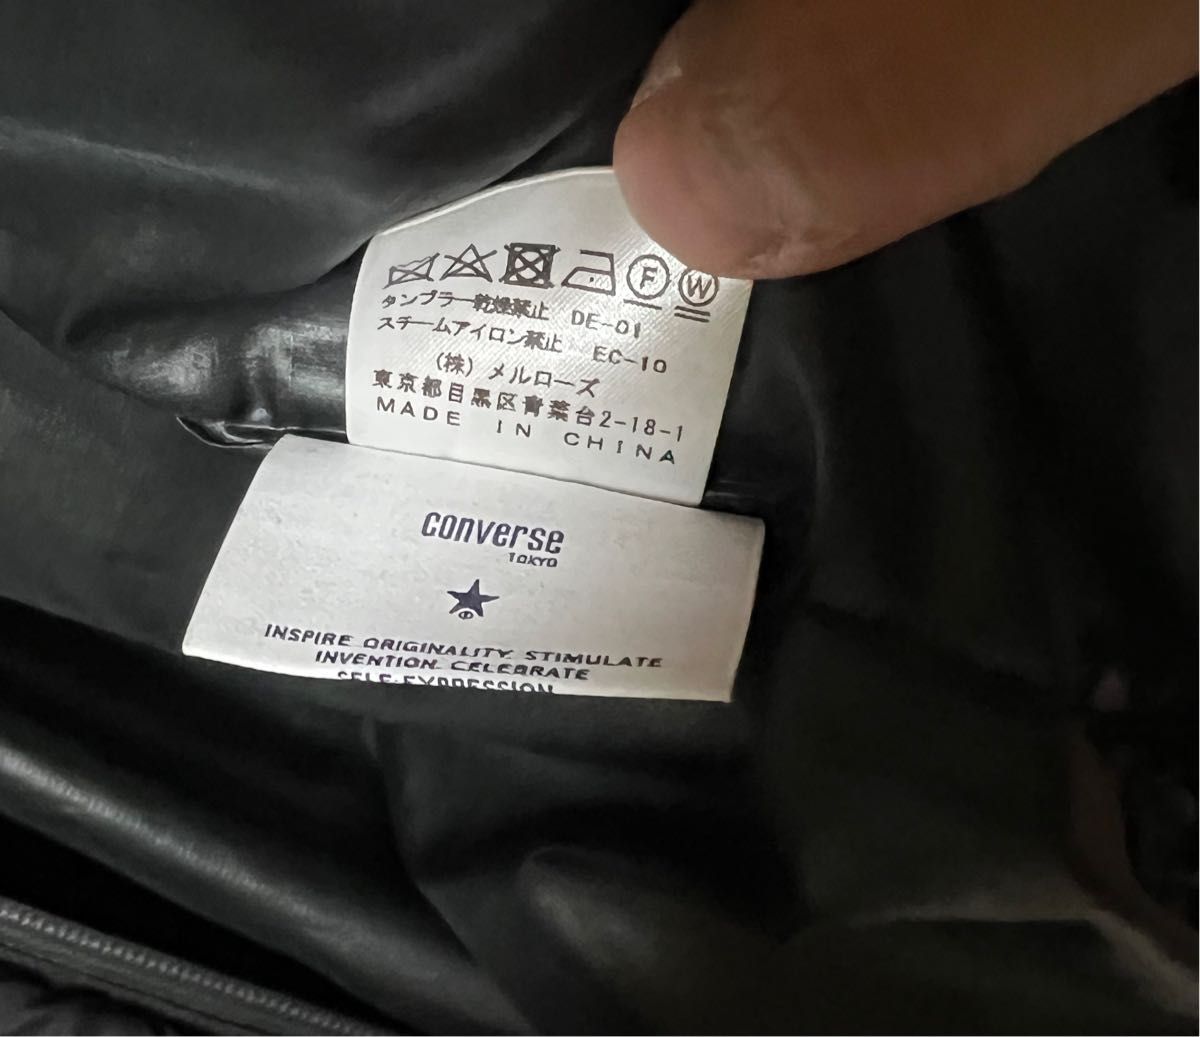 F W
タンブラー乾燥禁止 DE-01
スチームアイロン禁止 EC-10
(株) メルローズ
東京都目黒区青葉台2-18-1
MADE IN CHINA
converse
TOKYO
INSPIRE ORIGINALITY. STIMULATE
INVENTION. CELEBRATE
SELF-EXPRESSION